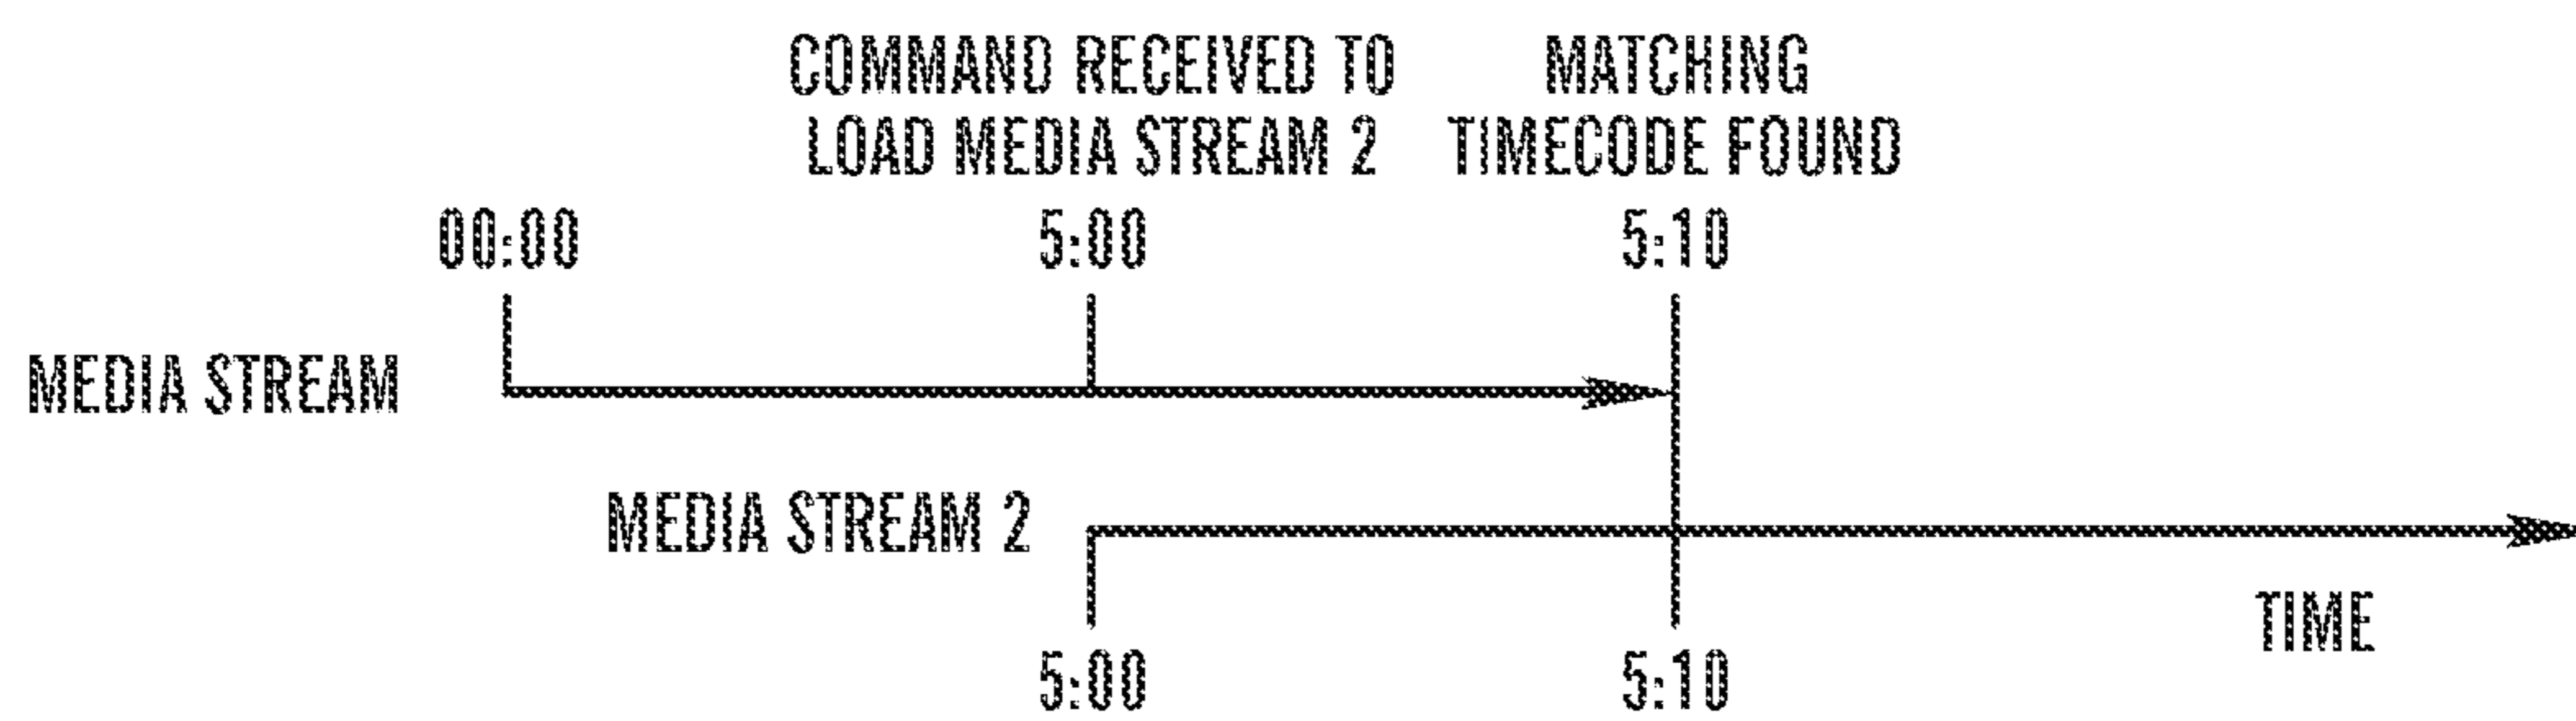 COMMAND RECEIVED TO
LOAD MEDIA STREAM 2
MATCHING
TIMECODE FOUND
00:00
5:00
5:10
MEDIA STREAM
MEDIA STREAM 2
TIME
5:00
5:10